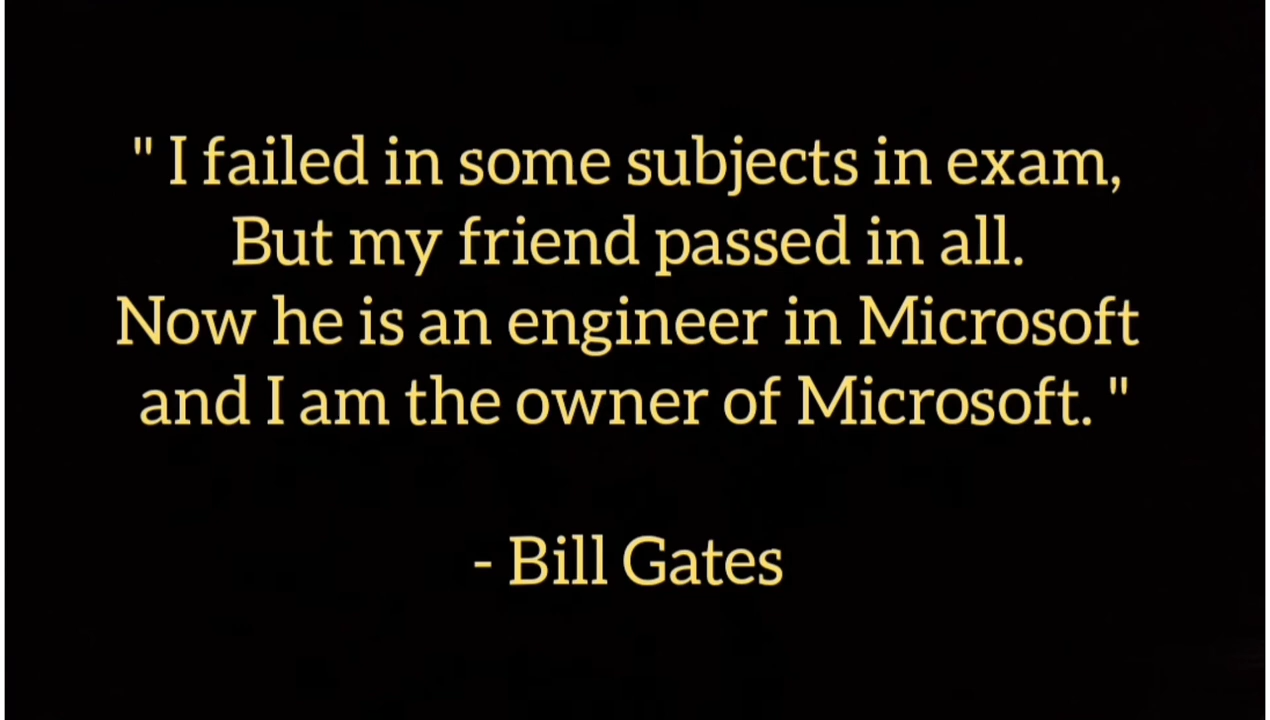 " I failed in some subjects in exam,
But my friend passed in all.
Now he is an engineer in Microsoft
and I am the owner of Microsoft. "
- Bill Gates